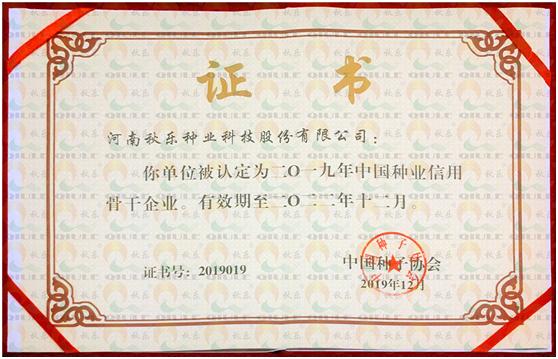 证书
河南秋乐种业科技股份有限公司：
你单位被认定为二〇一九年中国种业信用
骨干企业。有效期至二〇二二年十二月。
证书号：2019019
中国种子协会
2019年12月